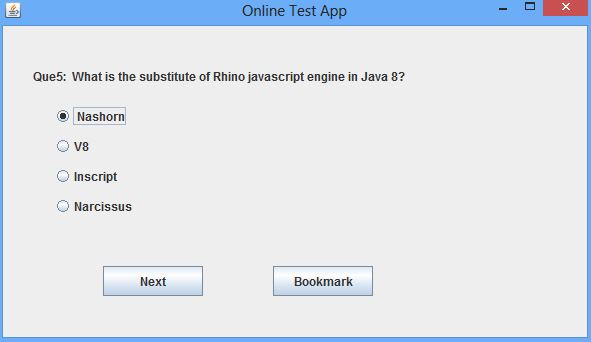 Online Test App
Que5: What is the substitute of Rhino javascript engine in Java 8?
Nashorn
V8
Inscript
Narcissus
Next Bookmark